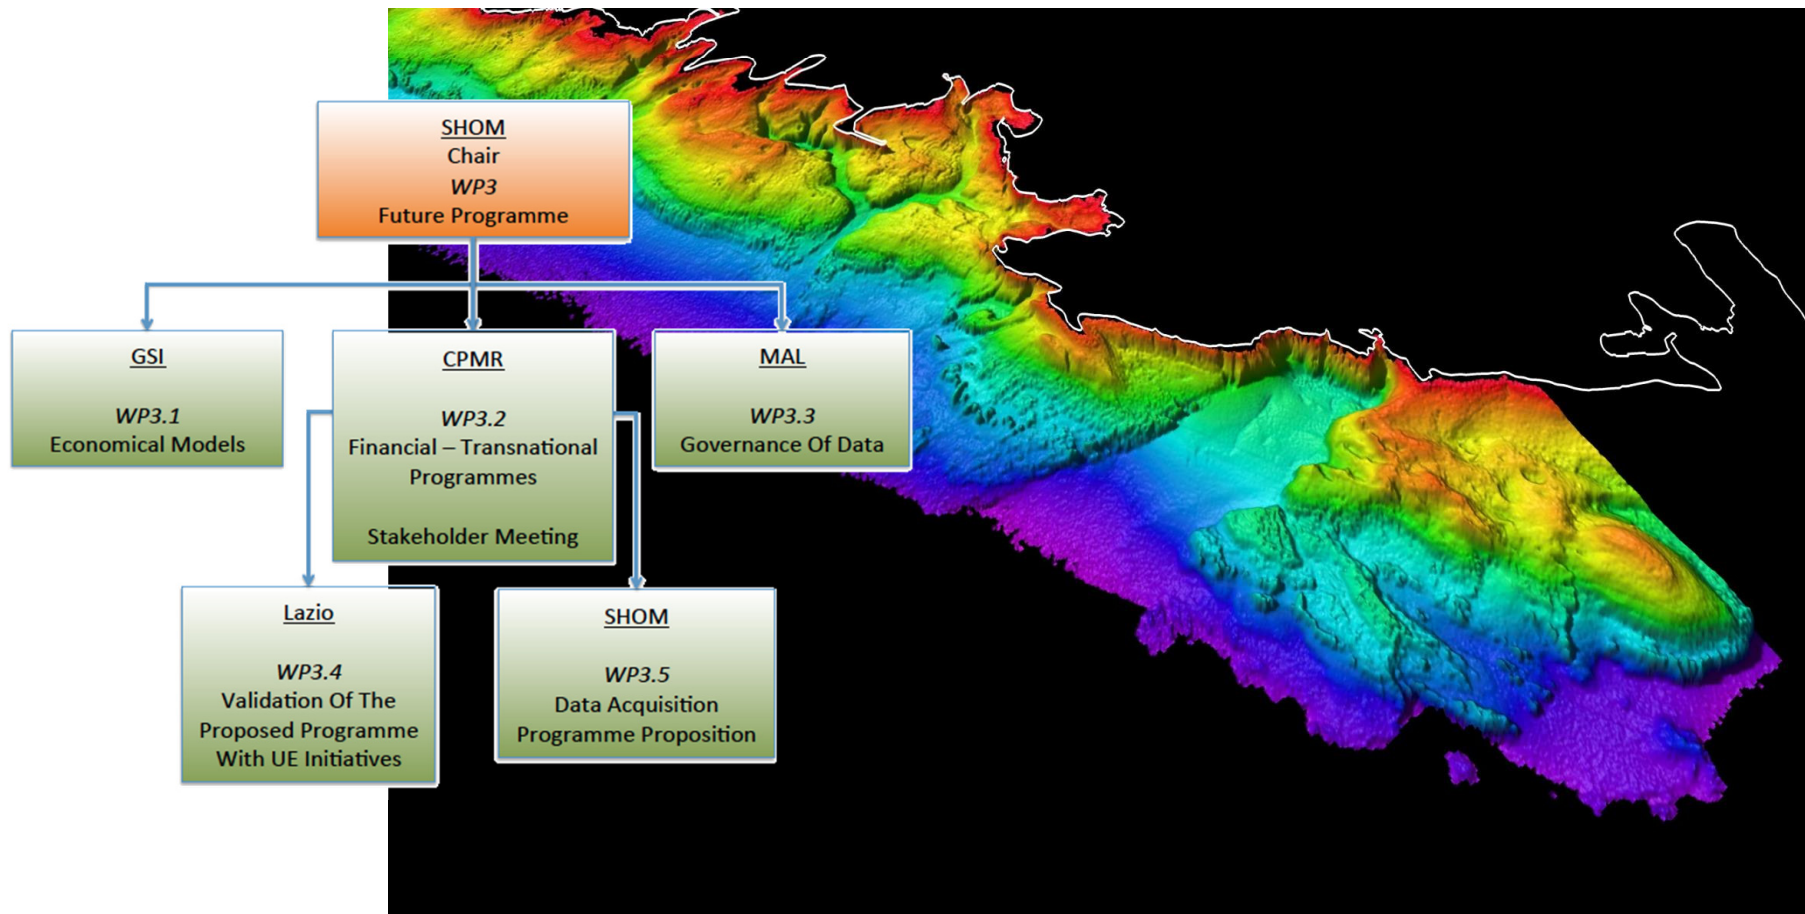 SHOM
Chair
WP3
Future Programme
GSI
WP3.1
Economical Models
CPMR
WP3.2
Financial – Transnational
Programmes
Stakeholder Meeting
MAL
WP3.3
Governance Of Data
Lazio
WP3.4
Validation Of The
Proposed Programme
With UE Initiatives
SHOM
WP3.5
Data Acquisition
Programme Proposition